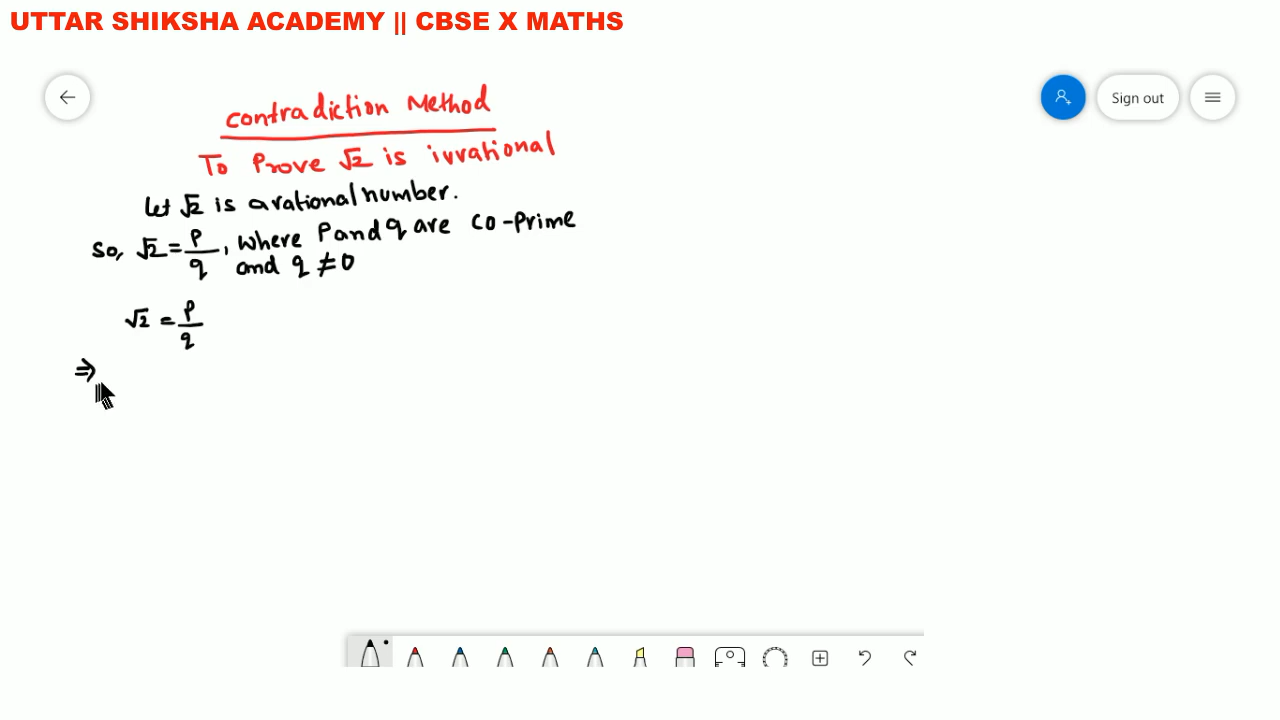 UTTAR SHIKSHA ACADEMY || CBSE X MATHS
Sign out
Contradiction Method
To Prove √2 is irrational
Let √2 is a rational number.
So, √2 = p/q, where P and q are co-prime
and q ≠ 0
√2 = p/q
⇒